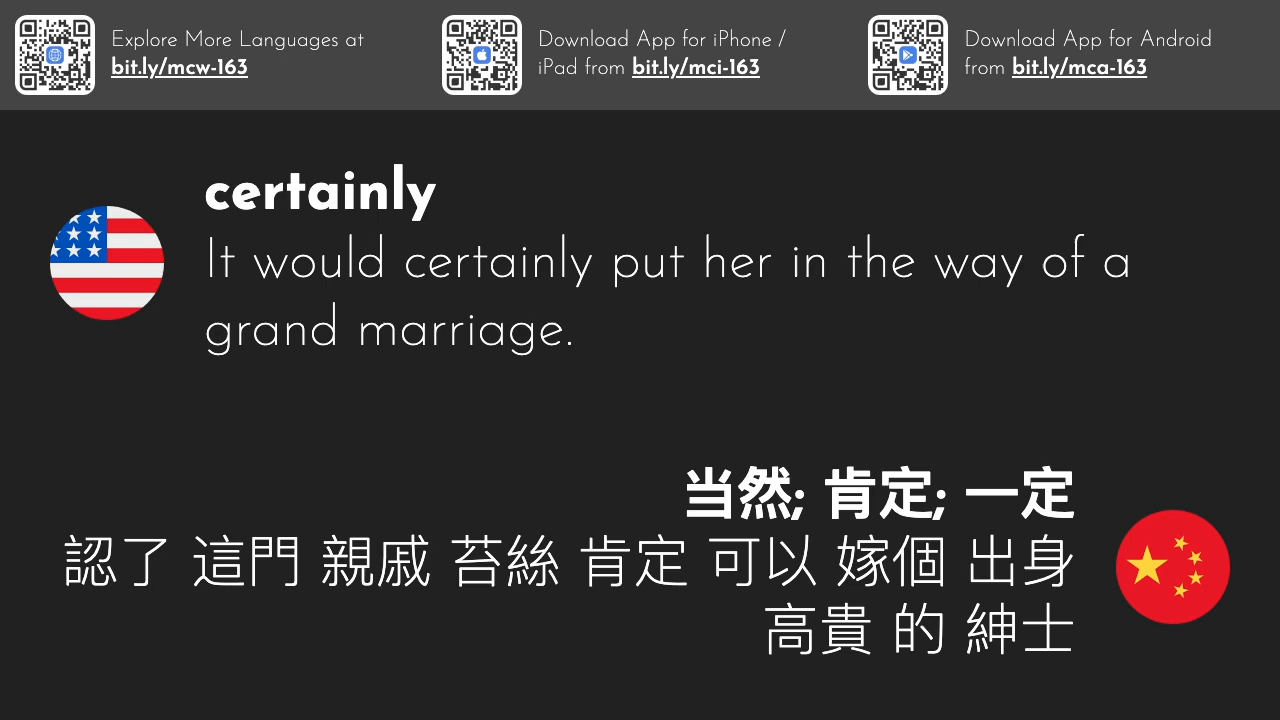 Explore More Languages at
bit.ly/mcw-163
Download App for iPhone /
iPad from bit.ly/mci-163
Download App for Android
from bit.ly/mca-163
certainly
It would certainly put her in the way of a
grand marriage.
当然; 肯定; 一定
認了 這門 親戚 苔絲 肯定 可以 嫁個 出身
高貴 的 紳士